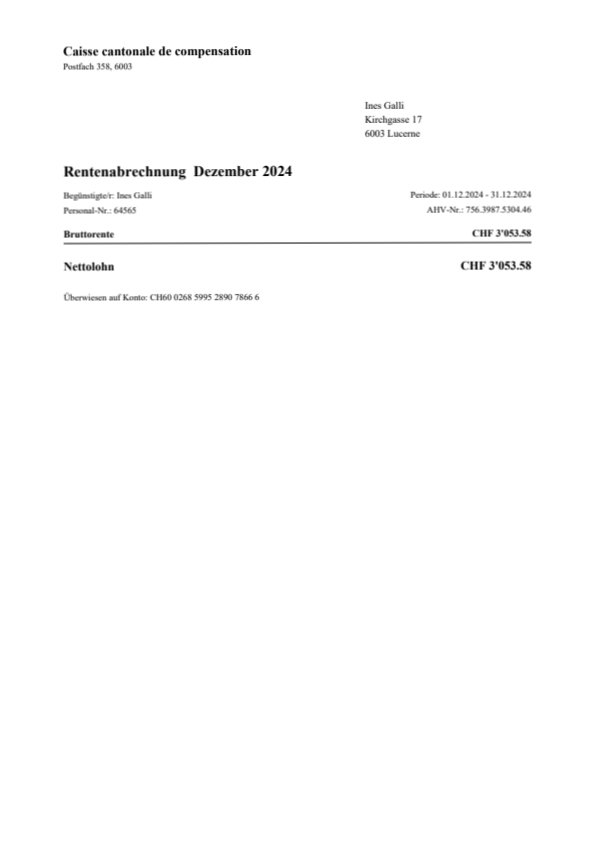 Caisse cantonale de compensation
Postfach 358, 6003
Ines Galli
Kirchgasse 17
6003 Lucerne
Rentenabrechnung Dezember 2024
Begünstigte/r: Ines Galli
Periode: 01.12.2024 - 31.12.2024
Personal-Nr.: 64565
AHV-Nr.: 756.3987.5304.46
Bruttorente CHF 3'053.58
Nettolohn CHF 3'053.58
Überwiesen auf Konto: CH60 0268 5995 2890 7866 6